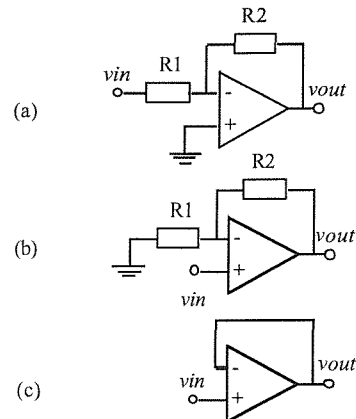 R2
R1
vin
vout
(a)
-
+
R2
R1
(b)
-
vout
+
vin
(c)
-
vout
vin
+